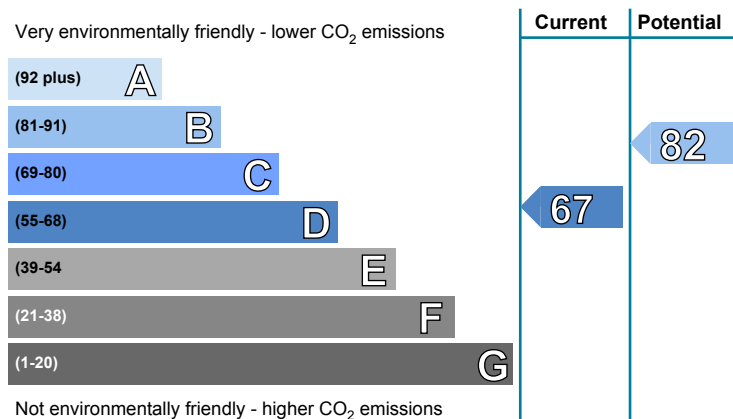 Very environmentally friendly - lower CO2 emissions
Current
Potential
(92 plus) A
(81-91) B
(69-80) C
(55-68) D
(39-54 E
(21-38) F
(1-20) G
67
82
Not environmentally friendly - higher CO2 emissions